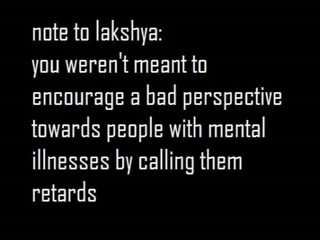 note to lakshya:
you weren't meant to
encourage a bad perspective
towards people with mental
illnesses by calling them
retards